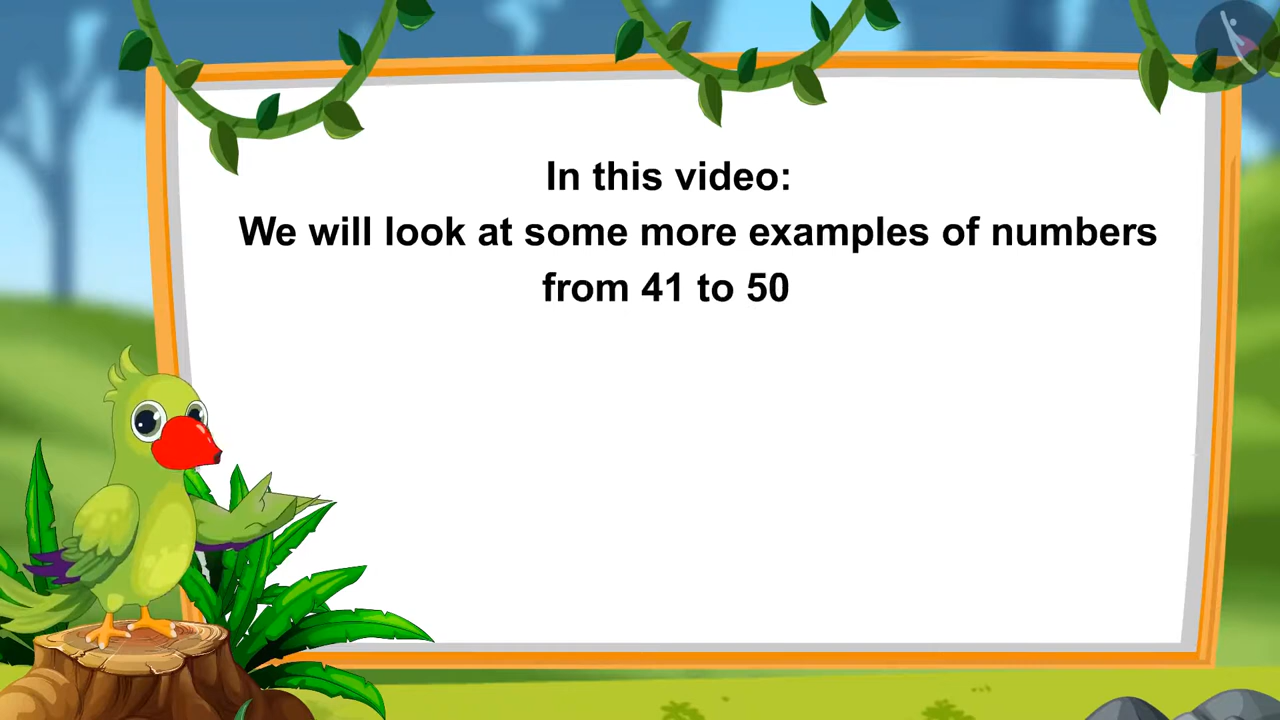 In this video:
We will look at some more examples of numbers
from 41 to 50